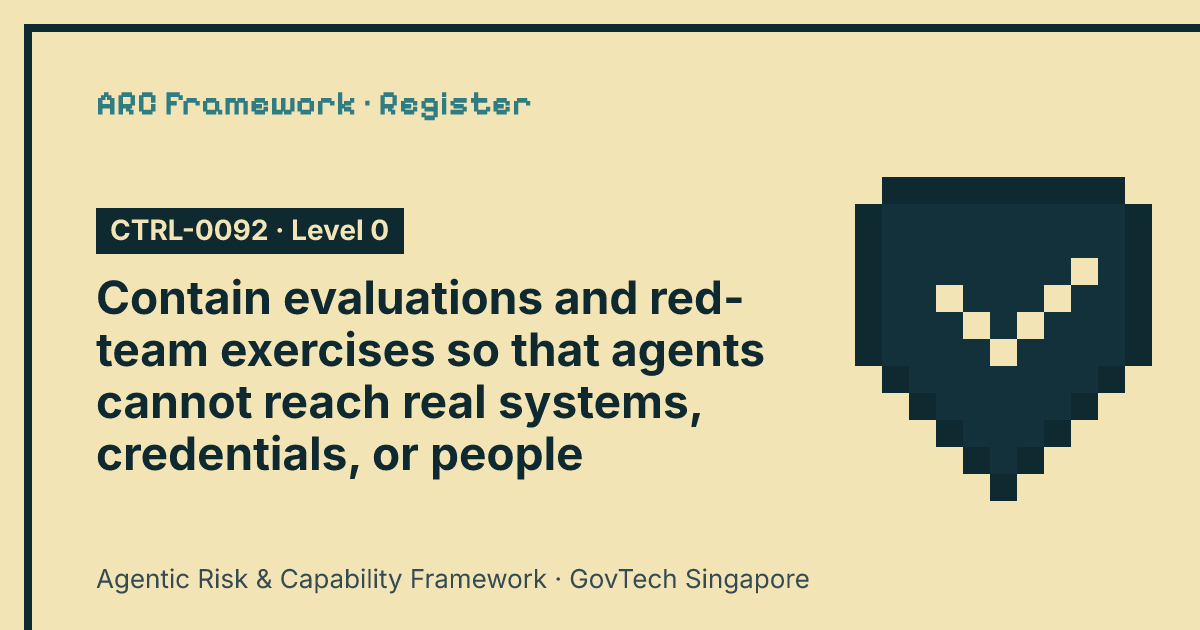 ARC Framework · Register
CTRL-0092 · Level 0
Contain evaluations and red-
team exercises so that agents
cannot reach real systems,
credentials, or people
Agentic Risk & Capability Framework · GovTech Singapore